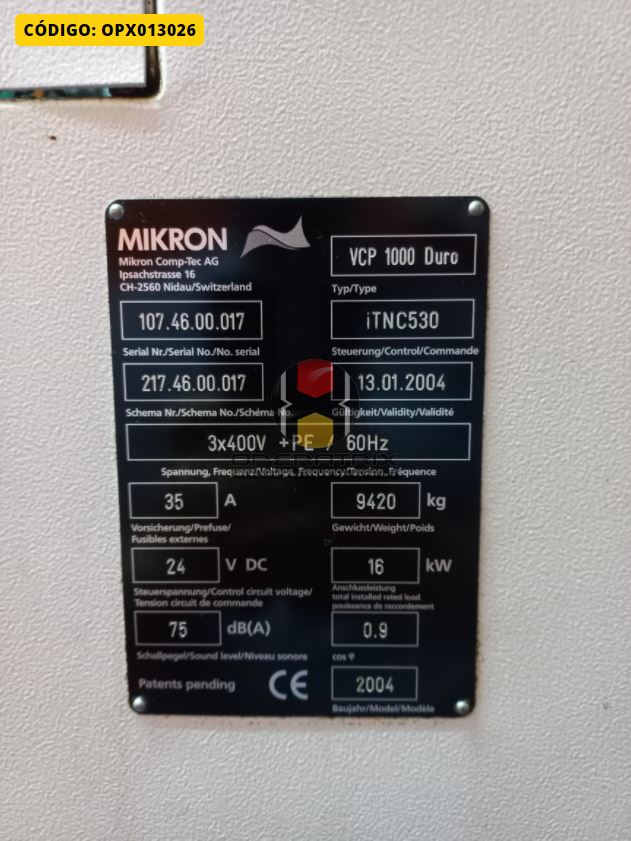 CÓDIGO: OPX013026
MIKRON
Mikron Comp-Tec AG
Ipsachstrasse 16
CH-2560 Nidau/Switzerland
VCP 1000 Duro
Typ/Type
107.46.00.017
Serial Nr./Serial No./No. serial
iTNC530
Steuerung/Control/Commande
217.46.00.017
Schema Nr./Schema No./Schéma No.
13.01.2004
Gültigkeit/Validity/Validité
3x400V +PE / 60Hz
Spannung, Frequenz/Voltage, Frequency/Tension, Fréquence
35 A
Vorsicherung/Prefuse/
Fusibles externes
9420 kg
Gewicht/Weight/Poids
24 V DC
Steuerspannung/Control circuit voltage/
Tension circuit de commande
16 kW
Anschlussleistung
total installed rated load
pouissance de raccordement
75 dB(A)
Schallpegel/Sound level/Niveau sonore
0.9
cos φ
Patents pending
CE
2004
Baujahr/Model/Modèle
OPERATRIX